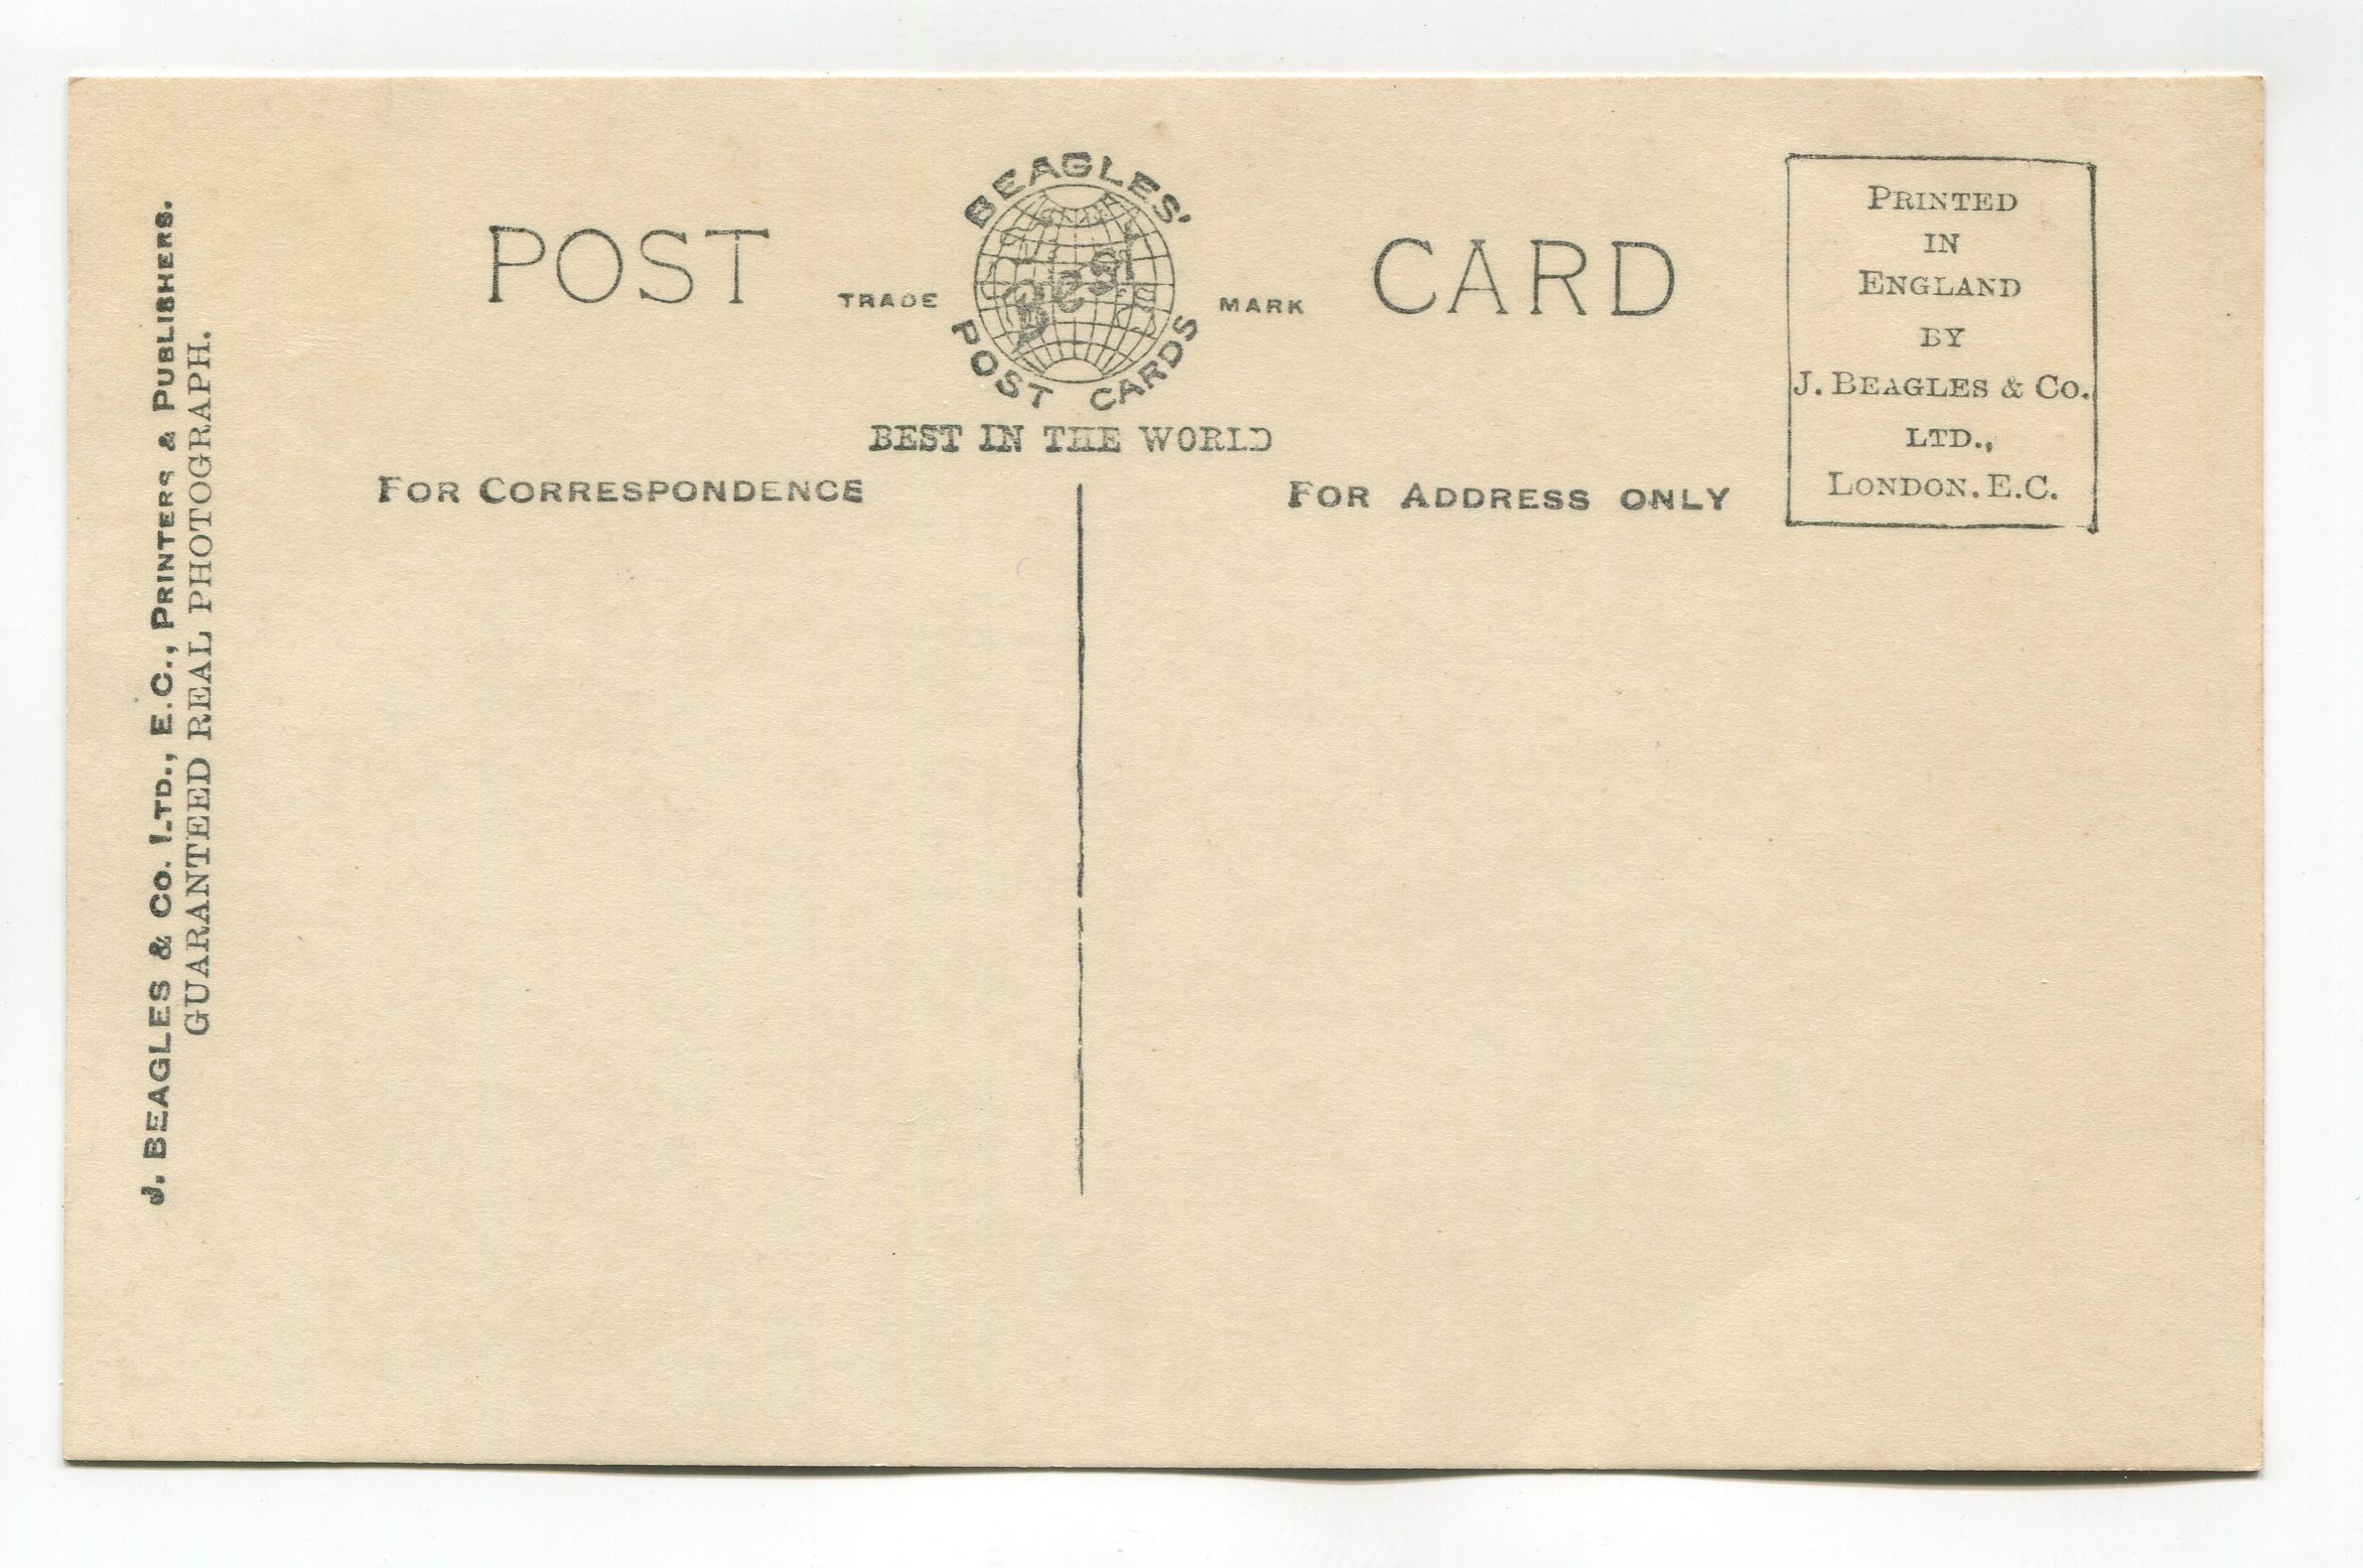 J. BEAGLES & CO. LTD., E.C., PRINTERS & PUBLISHERS.
GUARANTEED REAL PHOTOGRAPH.
POST CARD
BEAGLES'
TRADE MARK
POST CARDS
BEST IN THE WORLD
FOR CORRESPONDENCE
FOR ADDRESS ONLY
PRINTED
IN
ENGLAND
BY
J. BEAGLES & CO.
LTD.,
LONDON. E.C.